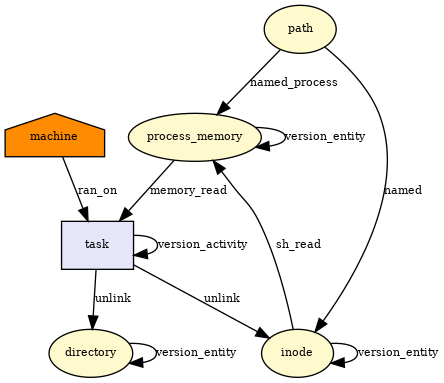 path
named_process
machine
process_memory
version_entity
ran_on
memory_read
named
task
version_activity
sh_read
unlink
unlink
directory
version_entity
inode
version_entity